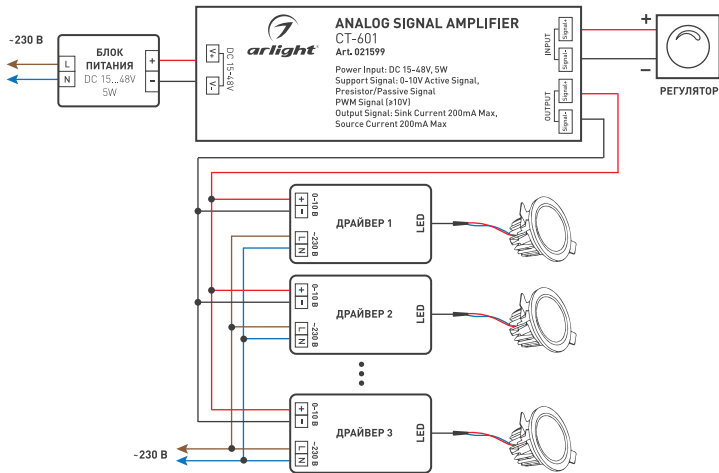 ~230 В
L
N
БЛОК
ПИТАНИЯ
DC 15...48V
5W
+
−
V+
V-
DC 15-48V
arlight®
ANALOG SIGNAL AMPLIFIER
CT-601
Art. 021599
Power Input: DC 15-48V, 5W
Support Signal: 0-10V Active Signal,
Presistor/Passive Signal
PWM Signal (≥10V)
Output Signal: Sink Current 200mA Max,
Source Current 200mA Max
INPUT
Signal+
Signal+
OUTPUT
Signal+
Signal+
+
−
РЕГУЛЯТОР
+
−
0-10 В
L
N
~230 В
ДРАЙВЕР 1
LED
+
−
0-10 В
L
N
~230 В
ДРАЙВЕР 2
LED
+
−
0-10 В
L
N
~230 В
ДРАЙВЕР 3
LED
~230 В